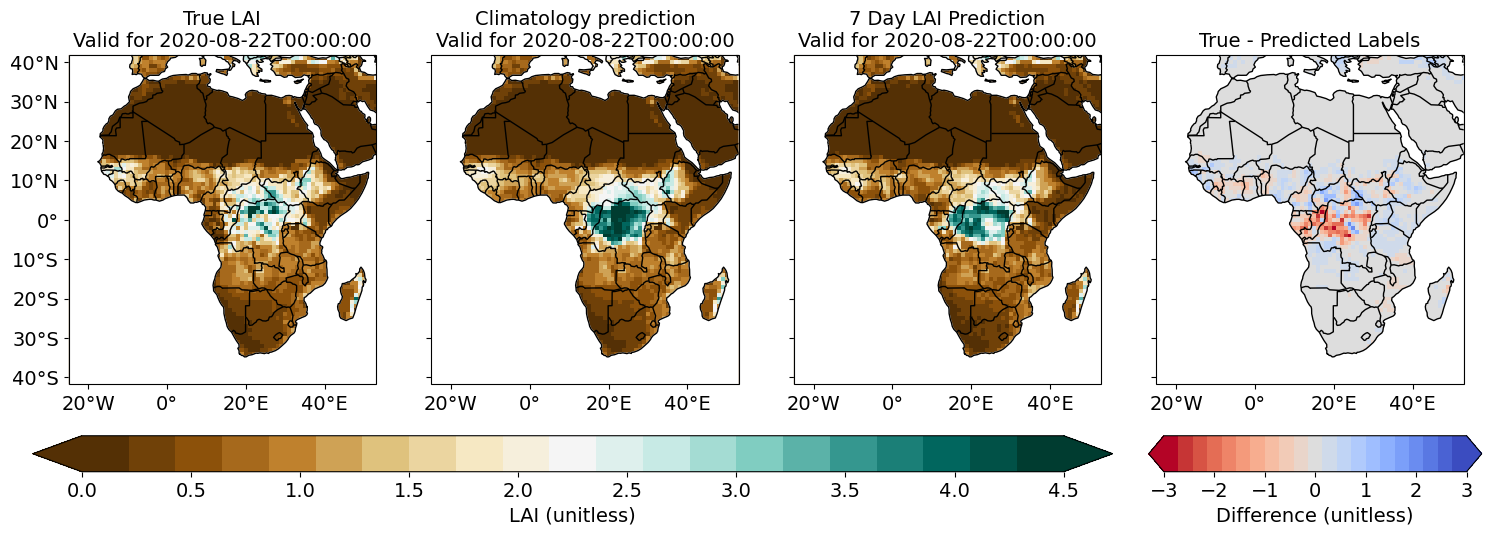 True LAI
Valid for 2020-08-22T00:00:00
Climatology prediction
Valid for 2020-08-22T00:00:00
7 Day LAI Prediction
Valid for 2020-08-22T00:00:00
True - Predicted Labels
40°N
30°N
20°N
10°N
0°
10°S
20°S
30°S
40°S
20°W 0° 20°E 40°E
20°W 0° 20°E 40°E
20°W 0° 20°E 40°E
20°W 0° 20°E 40°E
0.0 0.5 1.0 1.5 2.0 2.5 3.0 3.5 4.0 4.5
LAI (unitless)
−3 −2 −1 0 1 2 3
Difference (unitless)